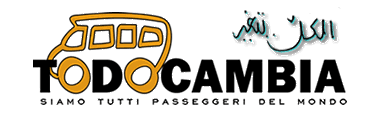 الكل يتغير
TODOCAMBIA
SIAMO TUTTI PASSEGGERI DEL MONDO